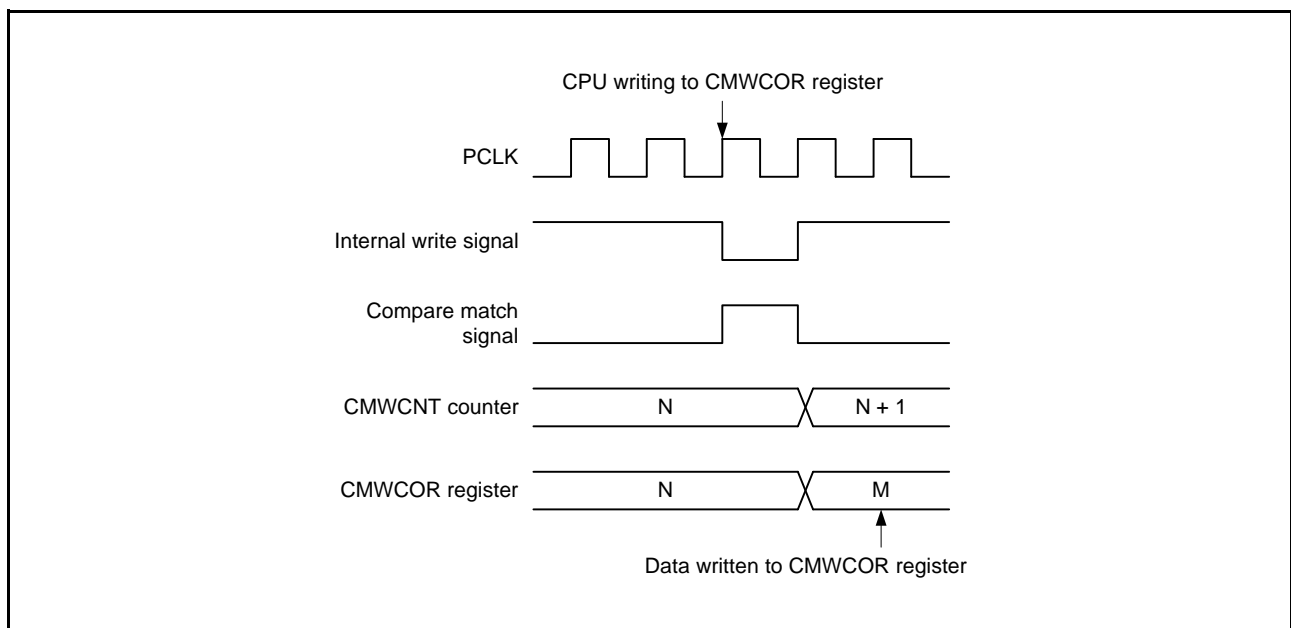 CPU writing to CMWCOR register
PCLK
Internal write signal
Compare match
signal
CMWCNT counter
N
N + 1
CMWCOR register
N
M
Data written to CMWCOR register